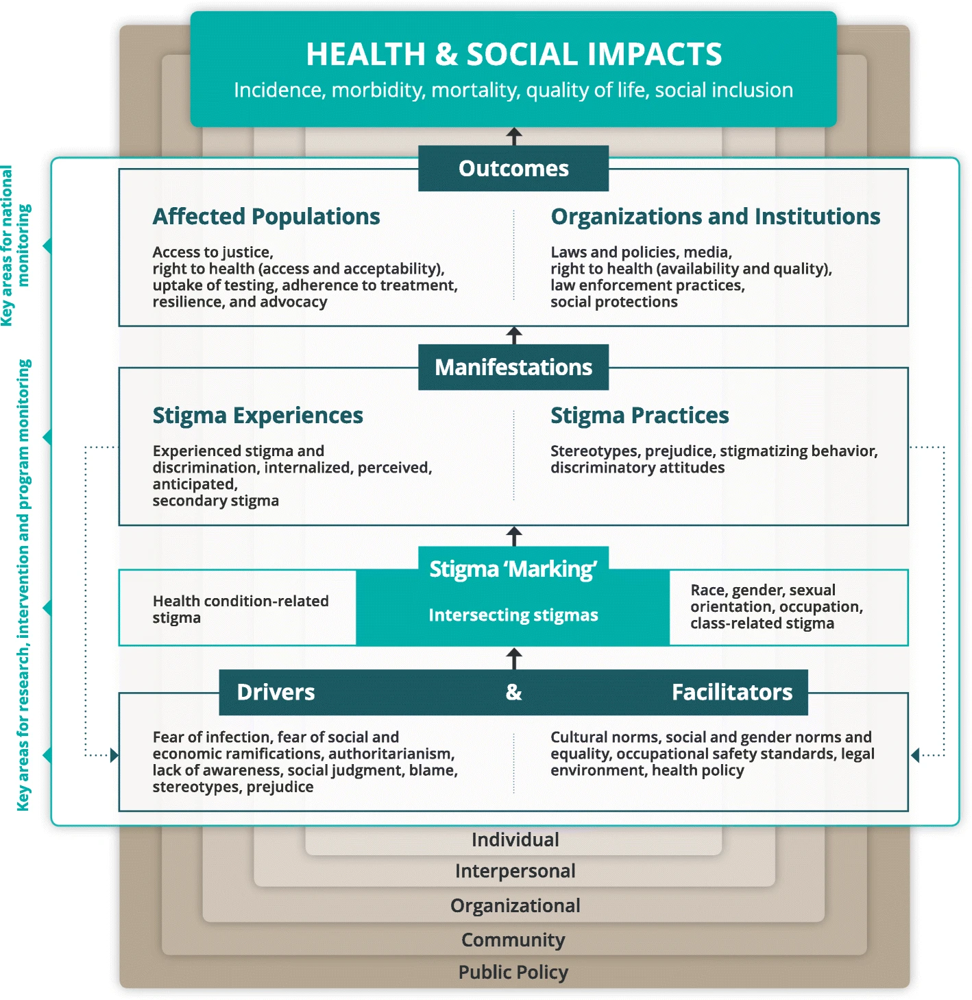 HEALTH & SOCIAL IMPACTS
Incidence, morbidity, mortality, quality of life, social inclusion
Key areas for national
monitoring
Outcomes
Affected Populations
Access to justice,
right to health (access and acceptability),
uptake of testing, adherence to treatment,
resilience, and advocacy
Organizations and Institutions
Laws and policies, media,
right to health (availability and quality),
law enforcement practices,
social protections
Key areas for research, intervention and program monitoring
Manifestations
Stigma Experiences
Experienced stigma and
discrimination, internalized, perceived,
anticipated,
secondary stigma
Stigma Practices
Stereotypes, prejudice, stigmatizing behavior,
discriminatory attitudes
Stigma ‘Marking’
Health condition-related
stigma
Intersecting stigmas
Race, gender, sexual
orientation, occupation,
class-related stigma
Drivers & Facilitators
Fear of infection, fear of social and
economic ramifications, authoritarianism,
lack of awareness, social judgment, blame,
stereotypes, prejudice
Cultural norms, social and gender norms and
equality, occupational safety standards, legal
environment, health policy
Individual
Interpersonal
Organizational
Community
Public Policy